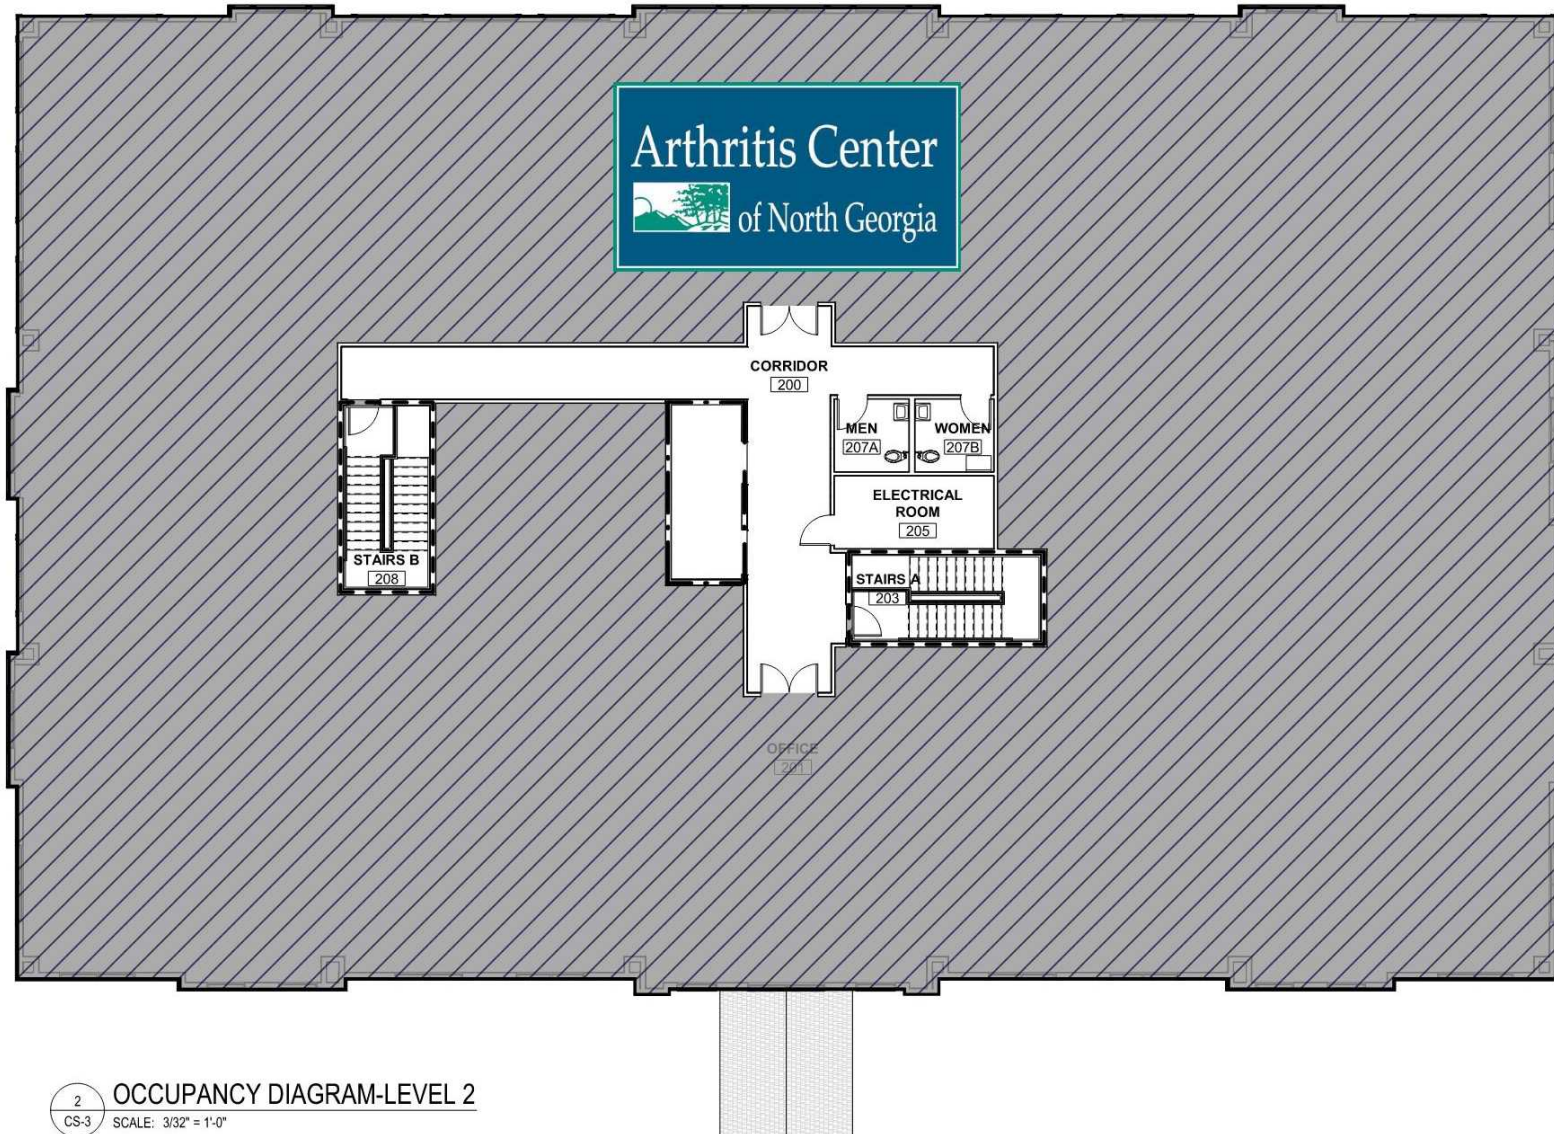 Arthritis Center
of North Georgia
CORRIDOR
200
MEN
207A
WOMEN
207B
ELECTRICAL
ROOM
205
STAIRS B
208
STAIRS A
203
OFFICE
201
2
CS-3
OCCUPANCY DIAGRAM-LEVEL 2
SCALE: 3/32" = 1'-0"